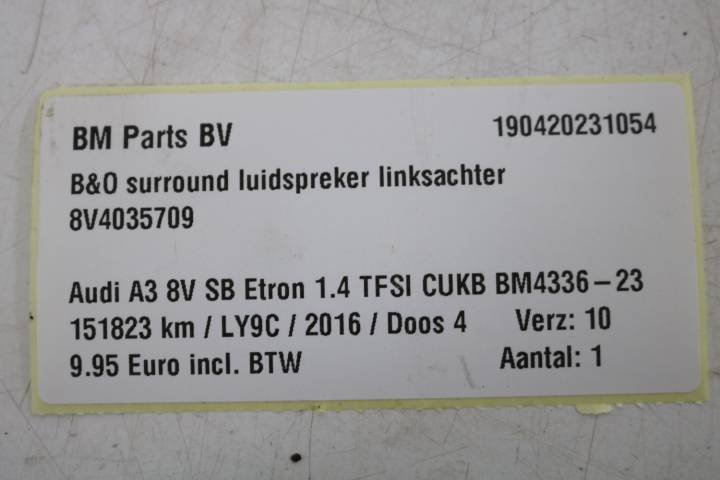 BM Parts BV 190420231054
B&O surround luidspreker linksachter
8V4035709
Audi A3 8V SB Etron 1.4 TFSI CUKB BM4336-23
151823 km / LY9C / 2016 / Doos 4 Verz: 10
9.95 Euro incl. BTW Aantal: 1